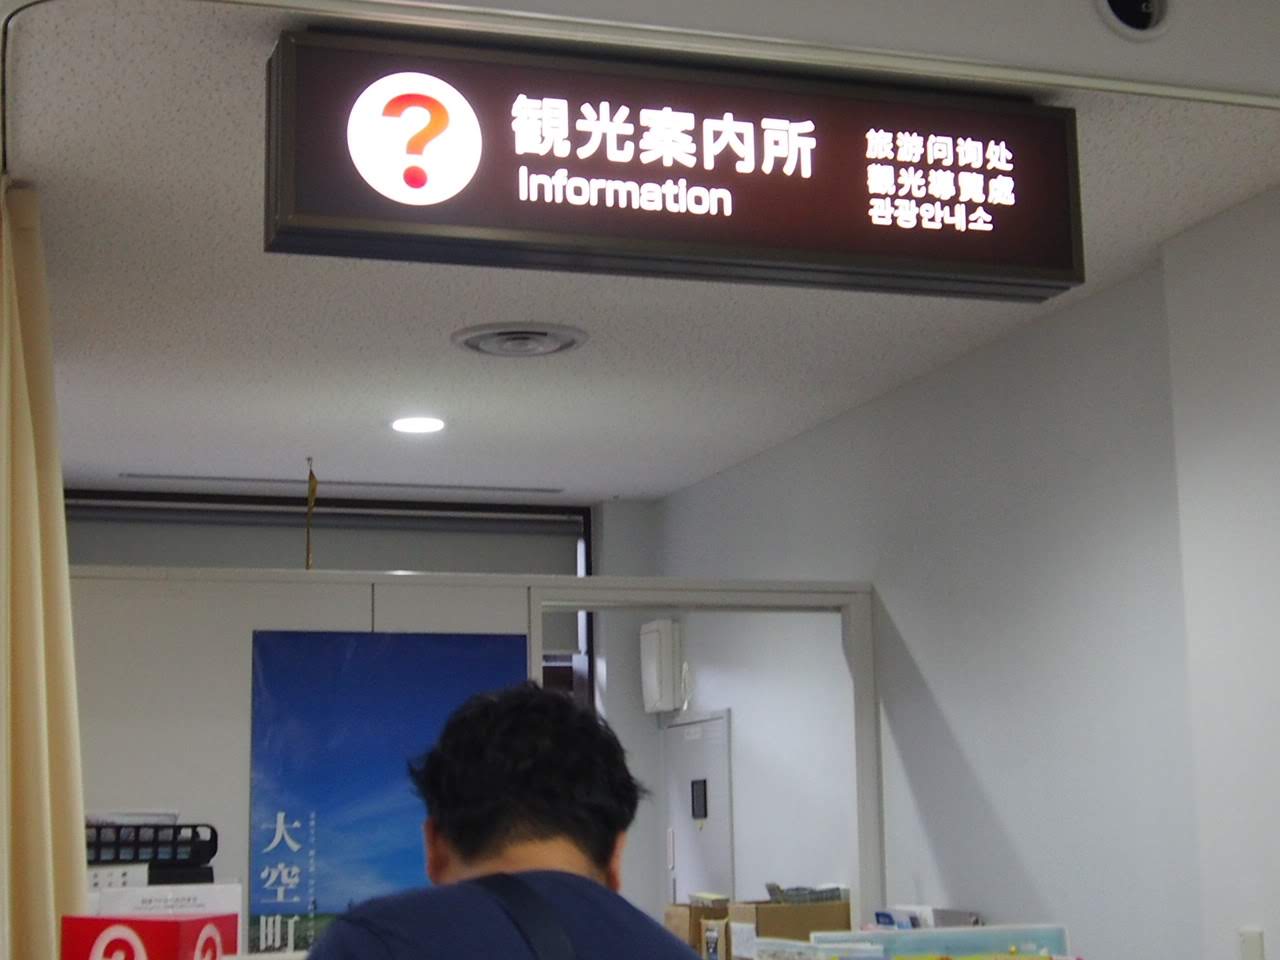 ?
観光案内所
Information
旅游问询处
觀光導覽處
관광안내소
大空町
?
?